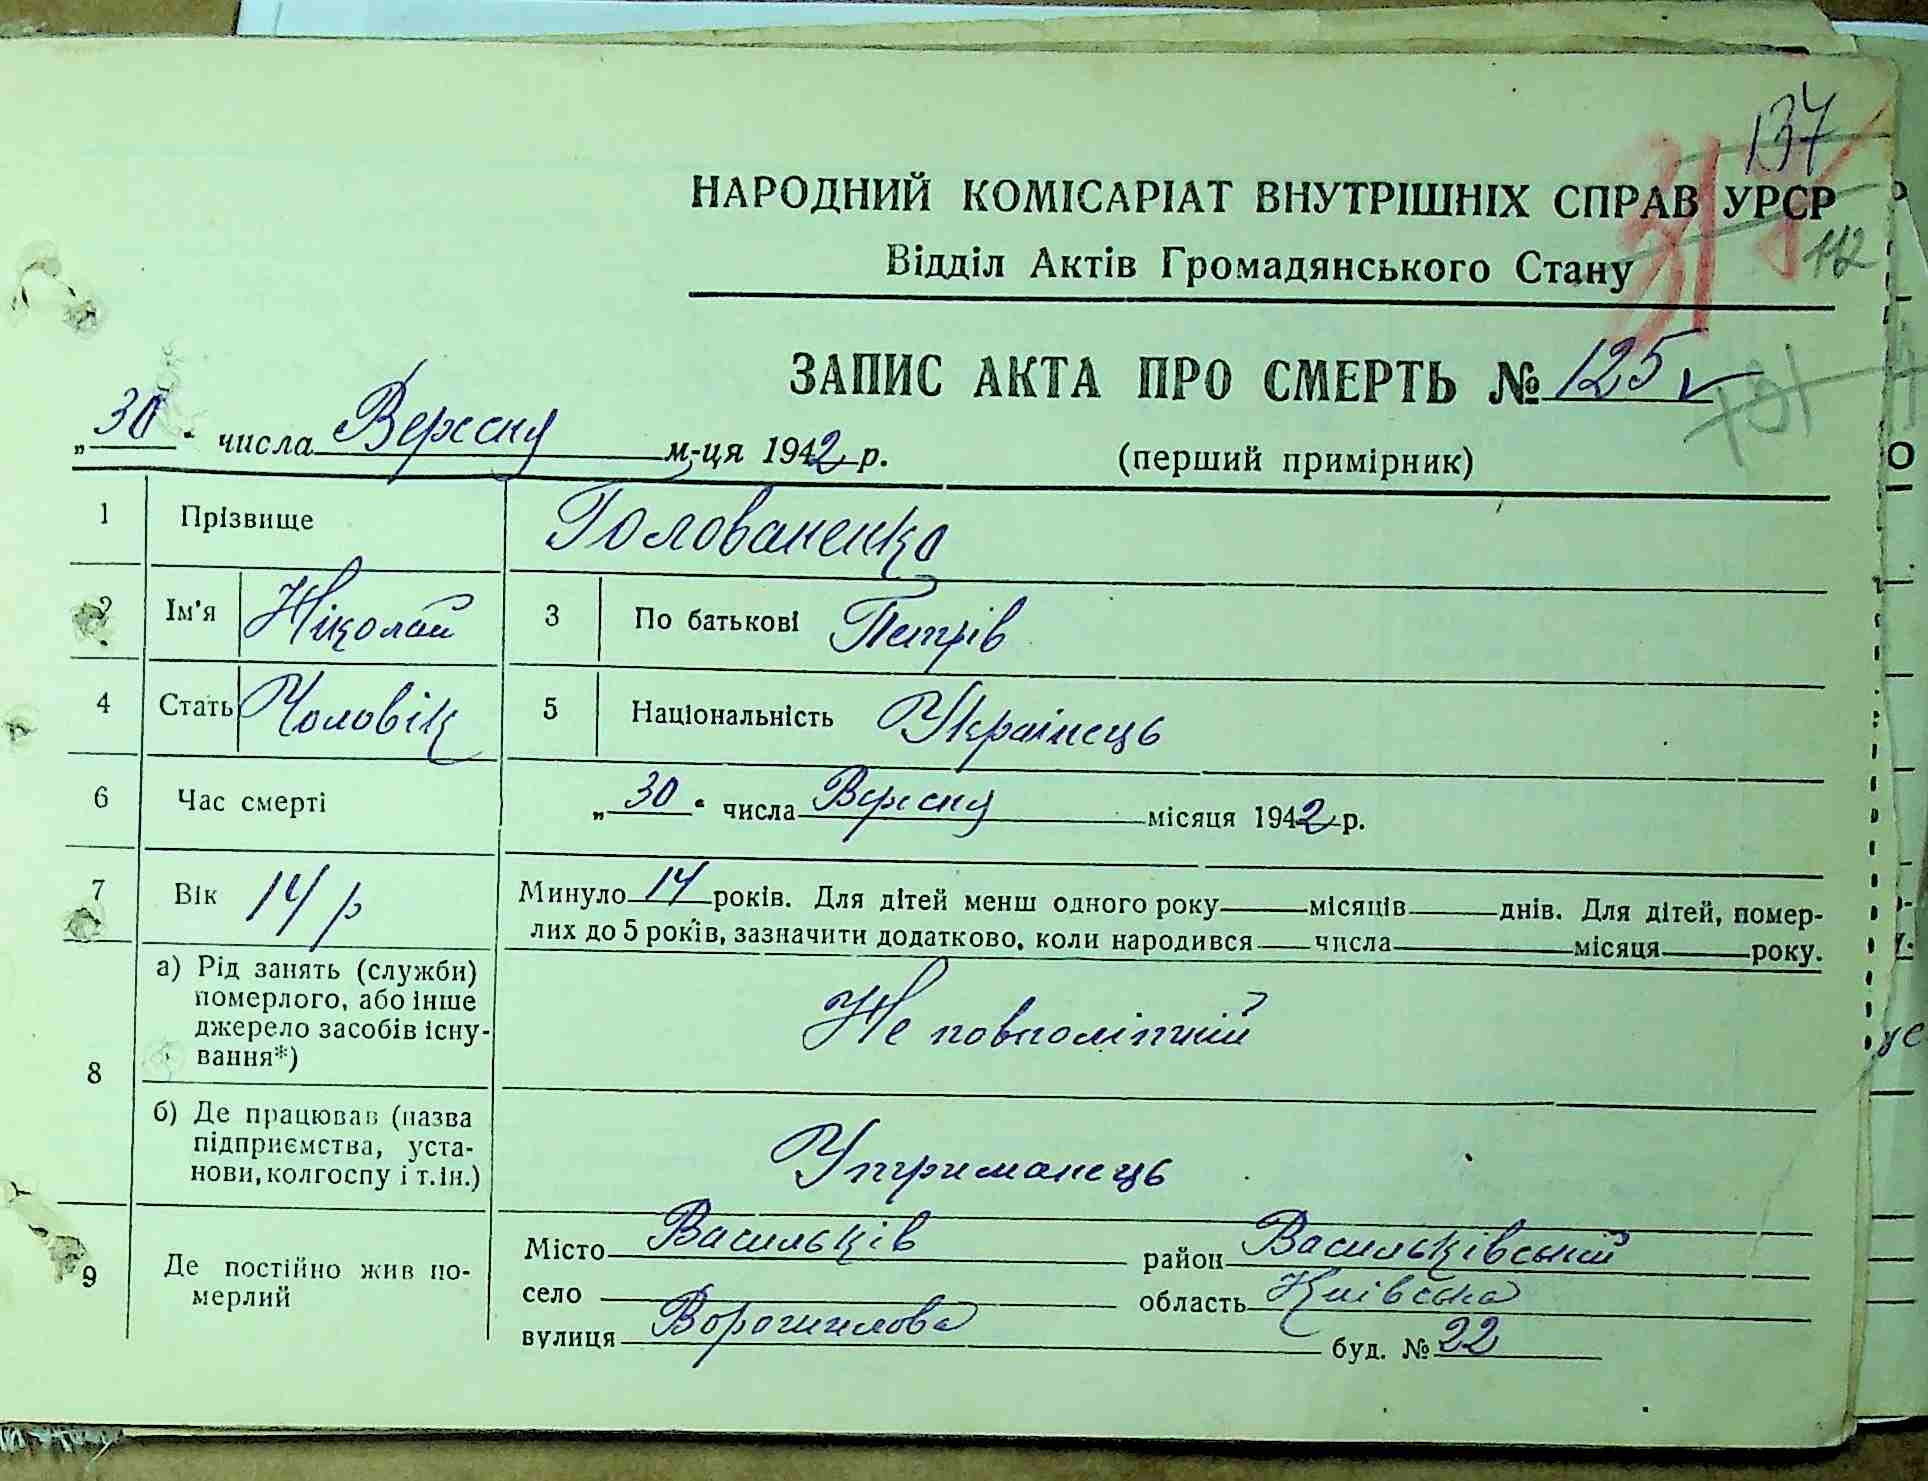 137
НАРОДНИЙ КОМІСАРІАТ ВНУТРІШНІХ СПРАВ УРСР
112
Відділ Актів Громадянського Стану
ЗАПИС АКТА ПРО СМЕРТЬ № 125
„30“ числа Вересня м-ця 1942 р. (перший примірник)
1 ПрізвищеГолованенко
2 Ім'я Ніколай 3 По батькові Петрів
4 Стать Чоловік 5 Національність Українець
6 Час смерті „30“ числа Вересня місяця 1942 р.
7 Вік 14 р Минуло 14 років. Для дітей менш одного року місяців днів. Для дітей, помер-
лих до 5 років, зазначити додатково, коли народився числа місяця року.
8 а) Рід занять (служби)
померлого, або інше
джерело засобів існу-
вання*) Не повнолітній
б) Де працював (назва
підприємства, уста-
нови, колгоспу і т. ін.) Утриманець
9 Де постійно жив по-
мерлий
Місто Васильків район Васильківський
село область Київська
вулиця Ворошилова буд. № 22